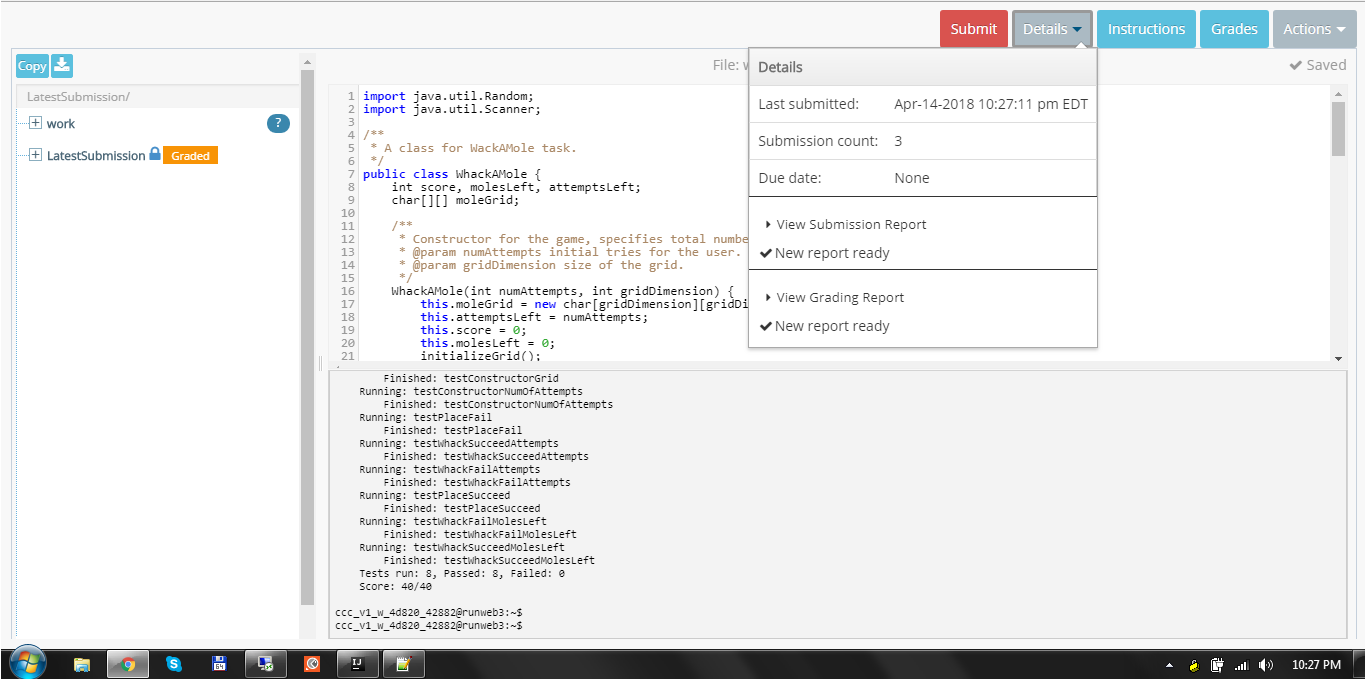 Submit
Details
Instructions
Grades
Actions
Copy
LatestSubmission/
work
?
LatestSubmission
Graded
File:
Saved
1 import java.util.Random;
2 import java.util.Scanner;
3
4 /**
5 * A class for WackAMole task.
6 */
7 public class WhackAMole {
8 int score, molesLeft, attemptsLeft;
9 char[][] moleGrid;
10
11 /**
12 * Constructor for the game, specifies total numbe
13 * @param numAttempts initial tries for the user.
14 * @param gridDimension size of the grid.
15 */
16 WhackAMole(int numAttempts, int gridDimension) {
17 this.moleGrid = new char[gridDimension][gridDi
18 this.attemptsLeft = numAttempts;
19 this.score = 0;
20 this.molesLeft = 0;
21 initializeGrid();
Details
Last submitted: Apr-14-2018 10:27:11 pm EDT
Submission count: 3
Due date: None
View Submission Report
New report ready
View Grading Report
New report ready
Finished: testConstructorGrid
Running: testConstructorNumOfAttempts
Finished: testConstructorNumOfAttempts
Running: testPlaceFail
Finished: testPlaceFail
Running: testWhackSucceedAttempts
Finished: testWhackSucceedAttempts
Running: testWhackFailAttempts
Finished: testWhackFailAttempts
Running: testPlaceSucceed
Finished: testPlaceSucceed
Running: testWhackFailMolesLeft
Finished: testWhackFailMolesLeft
Running: testWhackSucceedMolesLeft
Finished: testWhackSucceedMolesLeft
Tests run: 8, Passed: 8, Failed: 0
Score: 40/40
ccc_v1_w_4d820_42882@runweb3:~$
ccc_v1_w_4d820_42882@runweb3:~$
64
IJ
10:27 PM